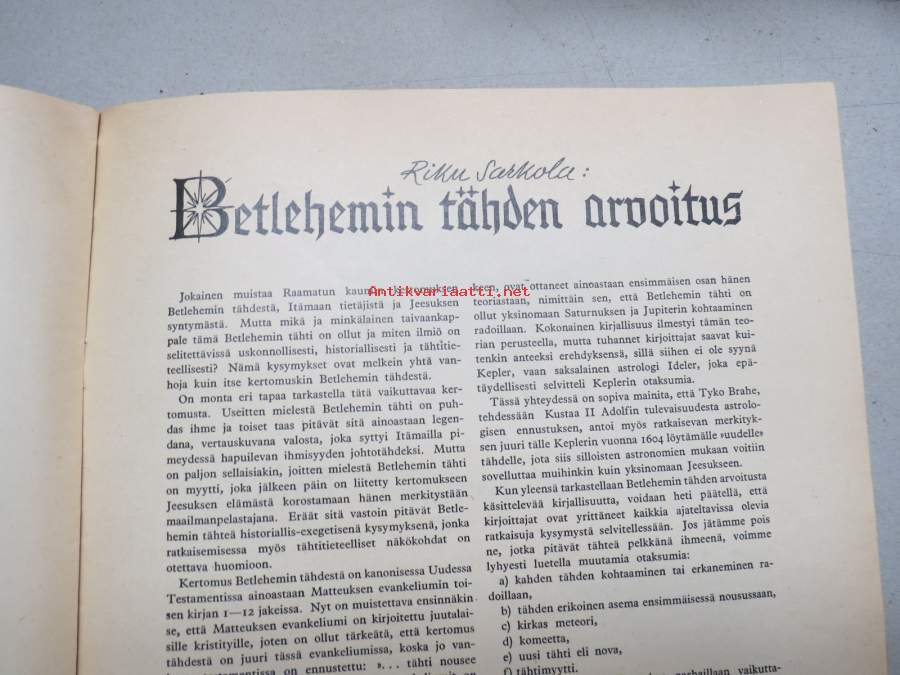 Riku Sarkola:
Betlehemin tähden arvoitus
Jokainen muistaa Raamatun kauniin kertomuksen
Betlehemin tähdestä, Itämaan tietäjistä ja Jeesuksen
syntymästä. Mutta mikä ja minkälainen taivaankap-
pale tämä Betlehemin tähti on ollut ja miten ilmiö on
selitettävissä uskonnollisesti, historiallisesti ja tähtitie-
teellisesti? Nämä kysymykset ovat melkein yhtä van-
hoja kuin itse kertomuskin Betlehemin tähdestä.
On monta eri tapaa tarkastella tätä vaikuttavaa ker-
tomusta. Useitten mielestä Betlehemin tähti on puh-
das ihme ja toiset taas pitävät sitä ainoastaan legen-
dana, vertauskuvana valosta, joka syttyi Itämailla pi-
meydessä hapuilevan ihmisyyden johtotähdeksi. Mutta
on paljon sellaisiakin, joitten mielestä Betlehemin tähti
on myytti, joka jälkeen päin on liitetty kertomukseen
Jeesuksen elämästä korostamaan hänen merkitystään
maailmanpelastajana. Eräät sitä vastoin pitävät Betle-
hemin tähteä historiallis-exegetisenä kysymyksenä, jonka
ratkaisemisessa myös tähtitieteelliset näkökohdat on
otettava huomioon.
Kertomus Betlehemin tähdestä on kanonisessa Uudessa
Testamentissa ainoastaan Matteuksen evankeliumin toi-
sen kirjan 1—12 jakeissa. Nyt on muistettava ensinnäkin
se, että Matteuksen evankeliumi on kirjoitettu juutalai-
sille kristityille, joten on ollut tärkeätä, että kertomus
tähdestä on juuri tässä evankeliumissa, koska jo van-
on ennustettu: »... tähti nousee
keen, ovat ottaneet ainoastaan ensimmäisen osan hänen
teoriastaan, nimittäin sen, että Betlehemin tähti on
ollut yksinomaan Saturnuksen ja Jupiterin kohtaaminen
radoillaan. Kokonainen kirjallisuus ilmestyi tämän teo-
rian perusteella, mutta tuhannet kirjoittajat saavat kui-
tenkin anteeksi erehdyksensä, sillä siihen ei ole syynä
Kepler, vaan saksalainen astrologi Ideler, joka epä-
täydellisesti selvitteli Keplerin otaksumia.
Tässä yhteydessä on sopiva mainita, että Tyko Brahe,
tehdessään Kustaa II Adolfin tulevaisuudesta astrolo-
gisen ennustuksen, antoi myös ratkaisevan merkityk-
sen juuri tälle Keplerin vuonna 1604 löytämälle »uudelle»
tähdelle, jota siis silloisten astronomien mukaan voitiin
sovelluttaa muihinkin kuin yksinomaan Jeesukseen.
Kun yleensä tarkastellaan Betlehemin tähden arvoitusta
käsittelevää kirjallisuutta, voidaan heti päätellä, että
kirjoittajat ovat yrittäneet kaikkia ajateltavissa olevia
ratkaisuja kysymystä selvitellessään. Jos jätämme pois
ne, jotka pitävät tähteä pelkkänä ihmeenä, voimme
lyhyesti luetella muutamia otaksumia:
a) kahden tähden kohtaaminen tai erkaneminen ra-
doillaan,
b) tähden erikoinen asema ensimmäisessä nousussaan,
c) kirkas meteori,
d) komeetta,
e) uusi tähti eli nova,
f) tähtimyytti.
parhaillaan vaikutta-
Antikvariaatti.net